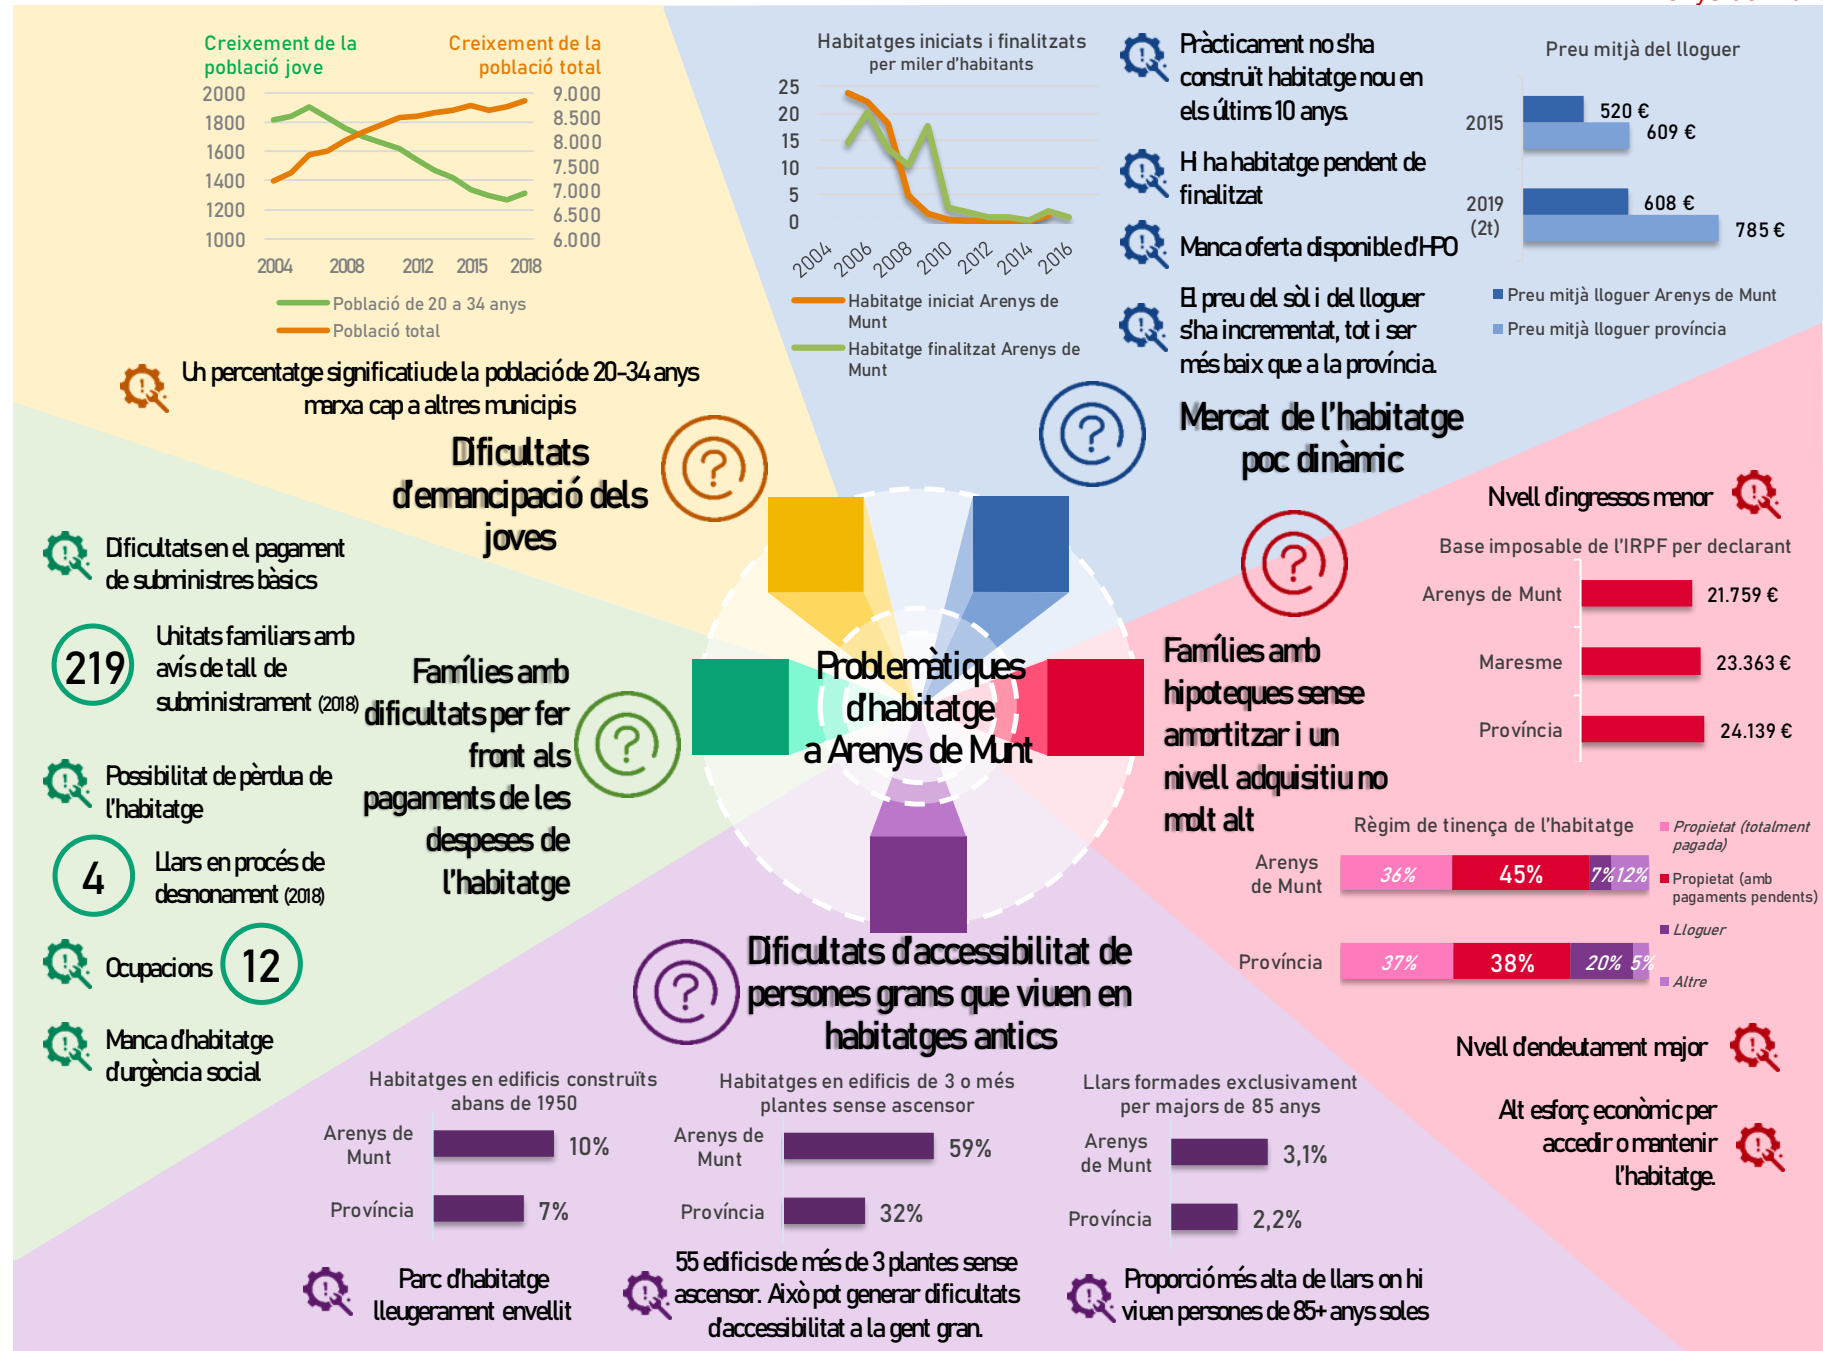 Creixement de la
població jove
Creixement de la
població total
2000
1800
1600
1400
1200
1000
9.000
8.500
8.000
7.500
7.000
6.500
6.000
2004 2008 2012 2015 2018
Població de 20 a 34 anys
Població total
Un percentatge significatiu de la població de 20-34 anys
marxa cap a altres municipis
Dificultats
d'emancipació dels
joves
Habitatges iniciats i finalitzats
per miler d'habitants
25
20
15
10
5
0
2004 2006 2008 2010 2012 2014 2016
Habitatge iniciat Arenys de
Munt
Habitatge finalitzat Arenys de
Munt
Pràcticament no s'ha
construït habitatge nou en
els últims 10 anys.
Hi ha habitatge pendent de
finalitzat
Manca oferta disponible d'HPO
El preu del sòl i del lloguer
s'ha incrementat, tot i ser
més baix que a la província.
Preu mitjà del lloguer
2015
520 €
609 €
2019
(2t)
608 €
785 €
Preu mitjà lloguer Arenys de Munt
Preu mitjà lloguer província
Mercat de l'habitatge
poc dinàmic
Nivell d'ingressos menor
Base imposable de l'IRPF per declarant
Arenys de Munt 21.759 €
Maresme 23.363 €
Província 24.139 €
Famílies amb
hipoteques sense
amortitzar i un
nivell adquisitiu no
molt alt
Règim de tinença de l'habitatge
Arenys
de Munt
36% 45% 7% 12%
Província 37% 38% 20% 5%
Propietat (totalment
pagada)
Propietat (amb
pagaments pendents)
Lloguer
Altre
Nivell d'endeutament major
Alt esforç econòmic per
accedir o mantenir
l'habitatge.
Problemàtiques
d'habitatge
a Arenys de Munt
Dificultats en el pagament
de subministres bàsics
219
Unitats familiars amb
avís de tall de
subministrament (2018)
Possibilitat de pèrdua de
l'habitatge
4
Llars en procés de
desnonament (2018)
Ocupacions 12
Manca d'habitatge
d'urgència social
Famílies amb
dificultats per fer
front als
pagaments de les
despeses de
l'habitatge
Dificultats d'accessibilitat de
persones grans que viuen en
habitatges antics
Habitatges en edificis construïts
abans de 1950
Arenys de
Munt
10%
Província 7%
Parc d'habitatge
lleugerament envellit
Habitatges en edificis de 3 o més
plantes sense ascensor
Arenys de
Munt
59%
Província 32%
55 edificis de més de 3 plantes sense
ascensor. Això pot generar dificultats
d'accessibilitat a la gent gran.
Llars formades exclusivament
per majors de 85 anys
Arenys
de Munt
3,1%
Província 2,2%
Proporció més alta de llars on hi
viuen persones de 85+ anys soles